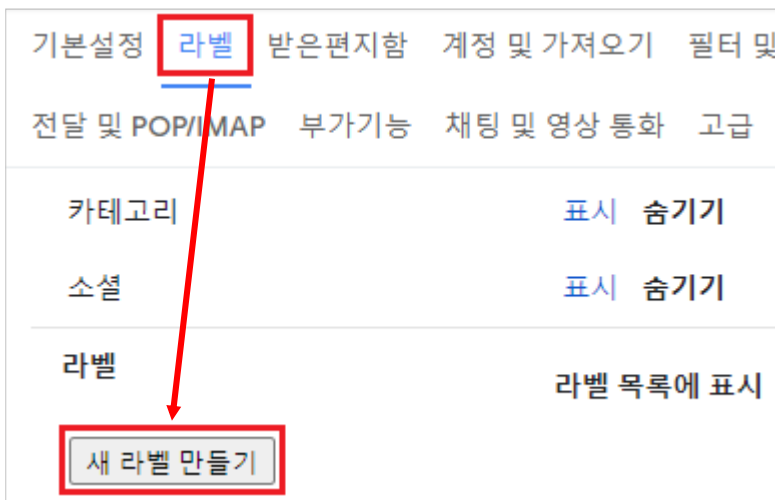 기본설정 라벨 받은편지함 계정 및 가져오기 필터 및
전달 및 POP/IMAP 부가기능 채팅 및 영상 통화 고급
카테고리 표시 숨기기
소셜 표시 숨기기
라벨
라벨 목록에 표시
새 라벨 만들기